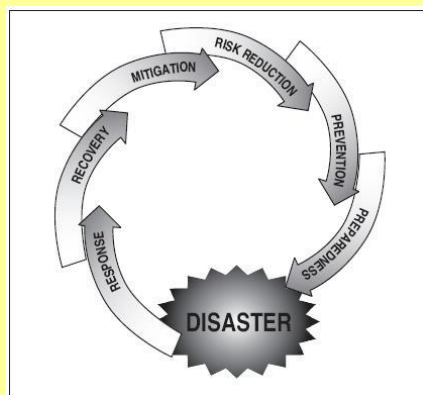 MITIGATION
RISK REDUCTION
PREVENTION
PREPAREDNESS
DISASTER
RESPONSE
RECOVERY